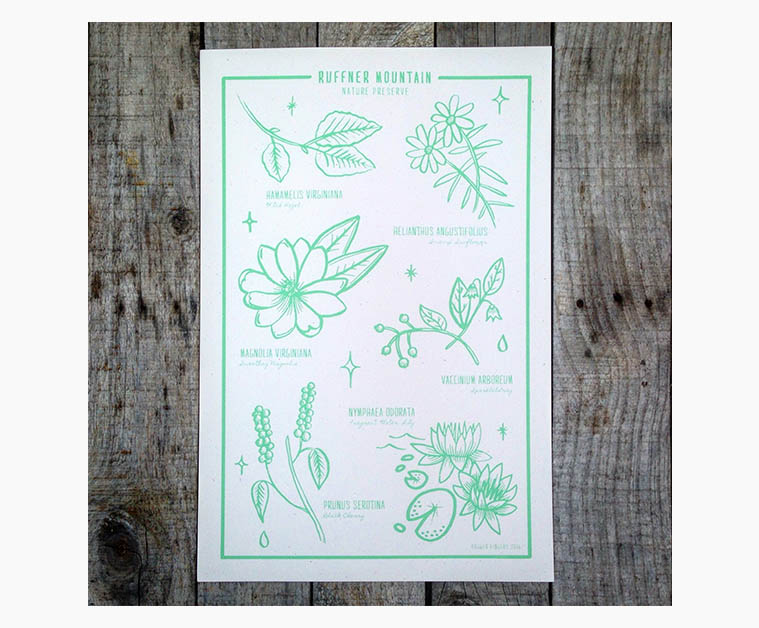 RUFFNER MOUNTAIN
NATURE PRESERVE
HAMAMELIS VIRGINIANA
Witch Hazel
HELIANTHUS ANGUSTIFOLIUS
Swamp Sunflower
MAGNOLIA VIRGINIANA
Sweetbay Magnolia
VACCINIUM ARBOREUM
Sparkleberry
NYMPHAEA ODORATA
Fragrant Water Lily
PRUNUS SEROTINA
Black Cherry